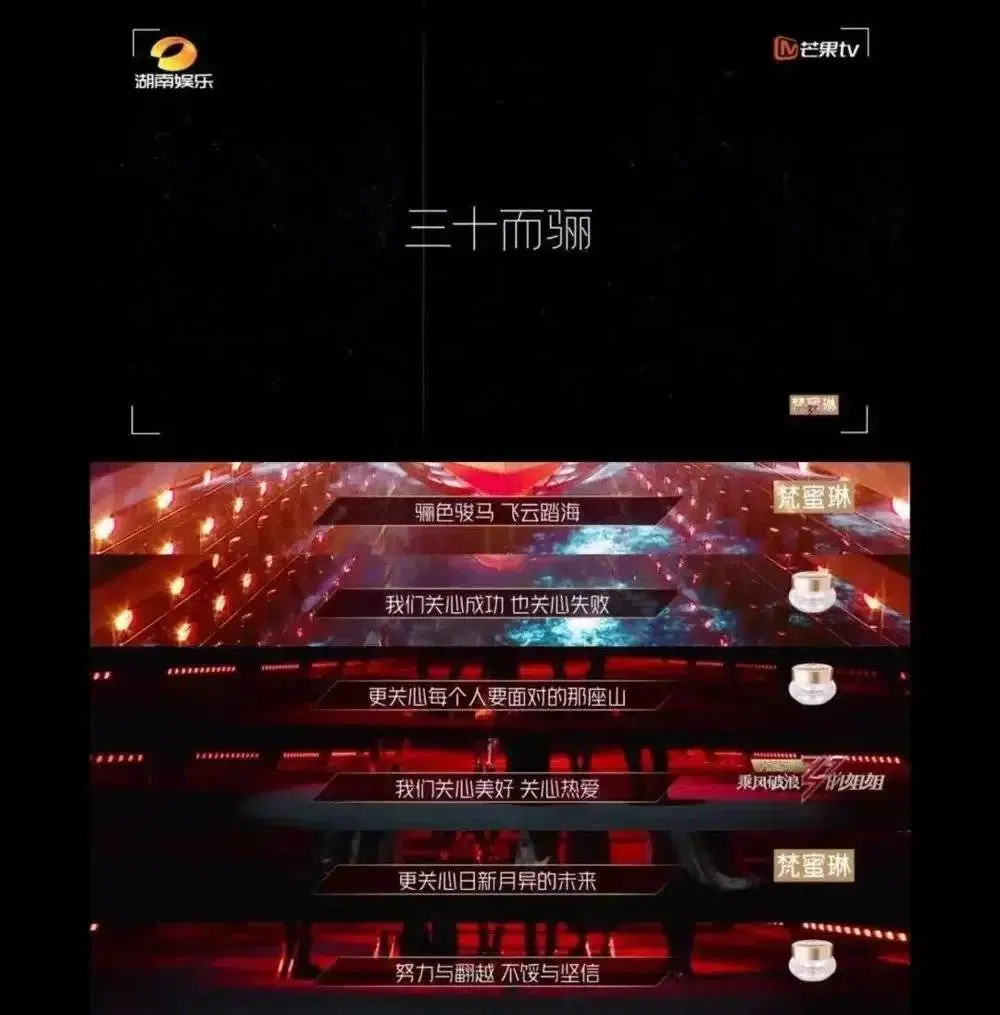 湖南娱乐
芒果tv
三十而骊
梵蜜琳
骊色骏马 飞云踏海
梵蜜琳
我们关心成功 也关心失败
更关心每个人要面对的那座山
我们关心美好 关心热爱
乘风破浪的姐姐
更关心日新月异的未来
梵蜜琳
努力与翻越 不馁与坚信